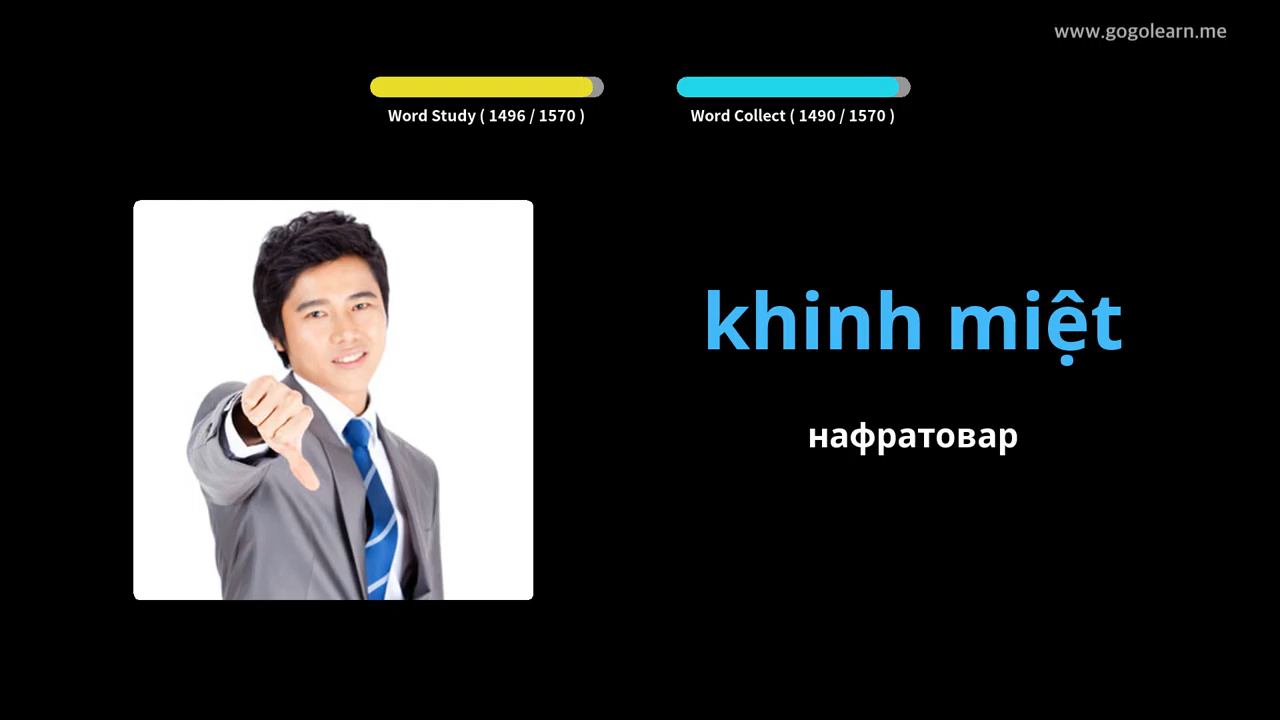 www.gogolearn.me
Word Study ( 1496 / 1570 )
Word Collect ( 1490 / 1570 )
khinh miệt
нафратовар